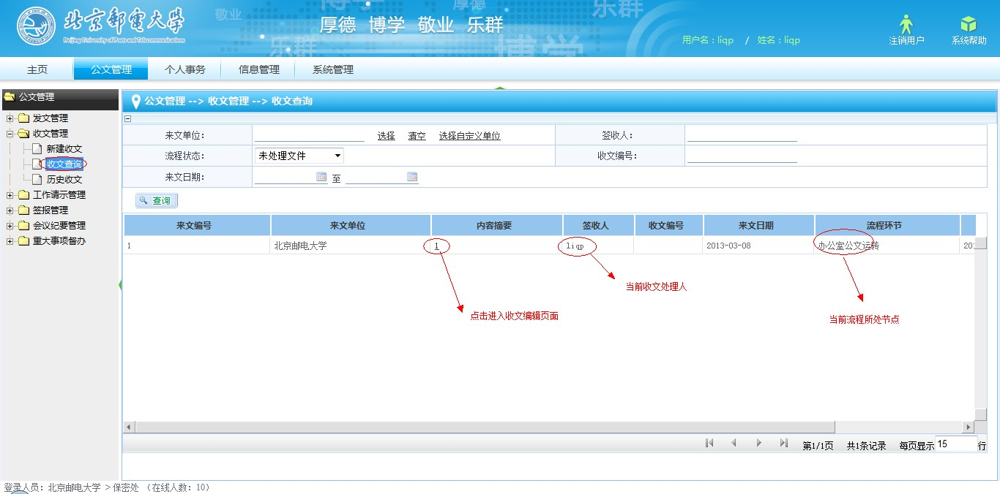 北京邮电大学
Beijing University of Posts and Telecommunications
敬业
博学
厚德
乐群
厚德 博学 敬业 乐群
乐群
博学
用户名：liqp / 姓名：liqp
注销用户 系统帮助
主页 公文管理 个人事务 信息管理 系统管理
公文管理
公文管理 --> 收文管理 --> 收文查询
发文管理
收文管理
新建收文
收文查询
历史收文
工作请示管理
签报管理
会议纪要管理
重大事项督办
来文单位： 选择 清空 选择自定义单位 签收人：
流程状态： 未处理文件 收文编号：
来文日期： 至
查询
来文编号 来文单位 内容摘要 签收人 收文编号 来文日期 流程环节
1 北京邮电大学 1 liqp 2013-03-08 办公室公文运转 20
当前收文处理人
点击进入收文编辑页面
当前流程所处节点
第1/1页 共1条记录 每页显示 15 行
登录人员：北京邮电大学 > 保密处 （在线人数：10）